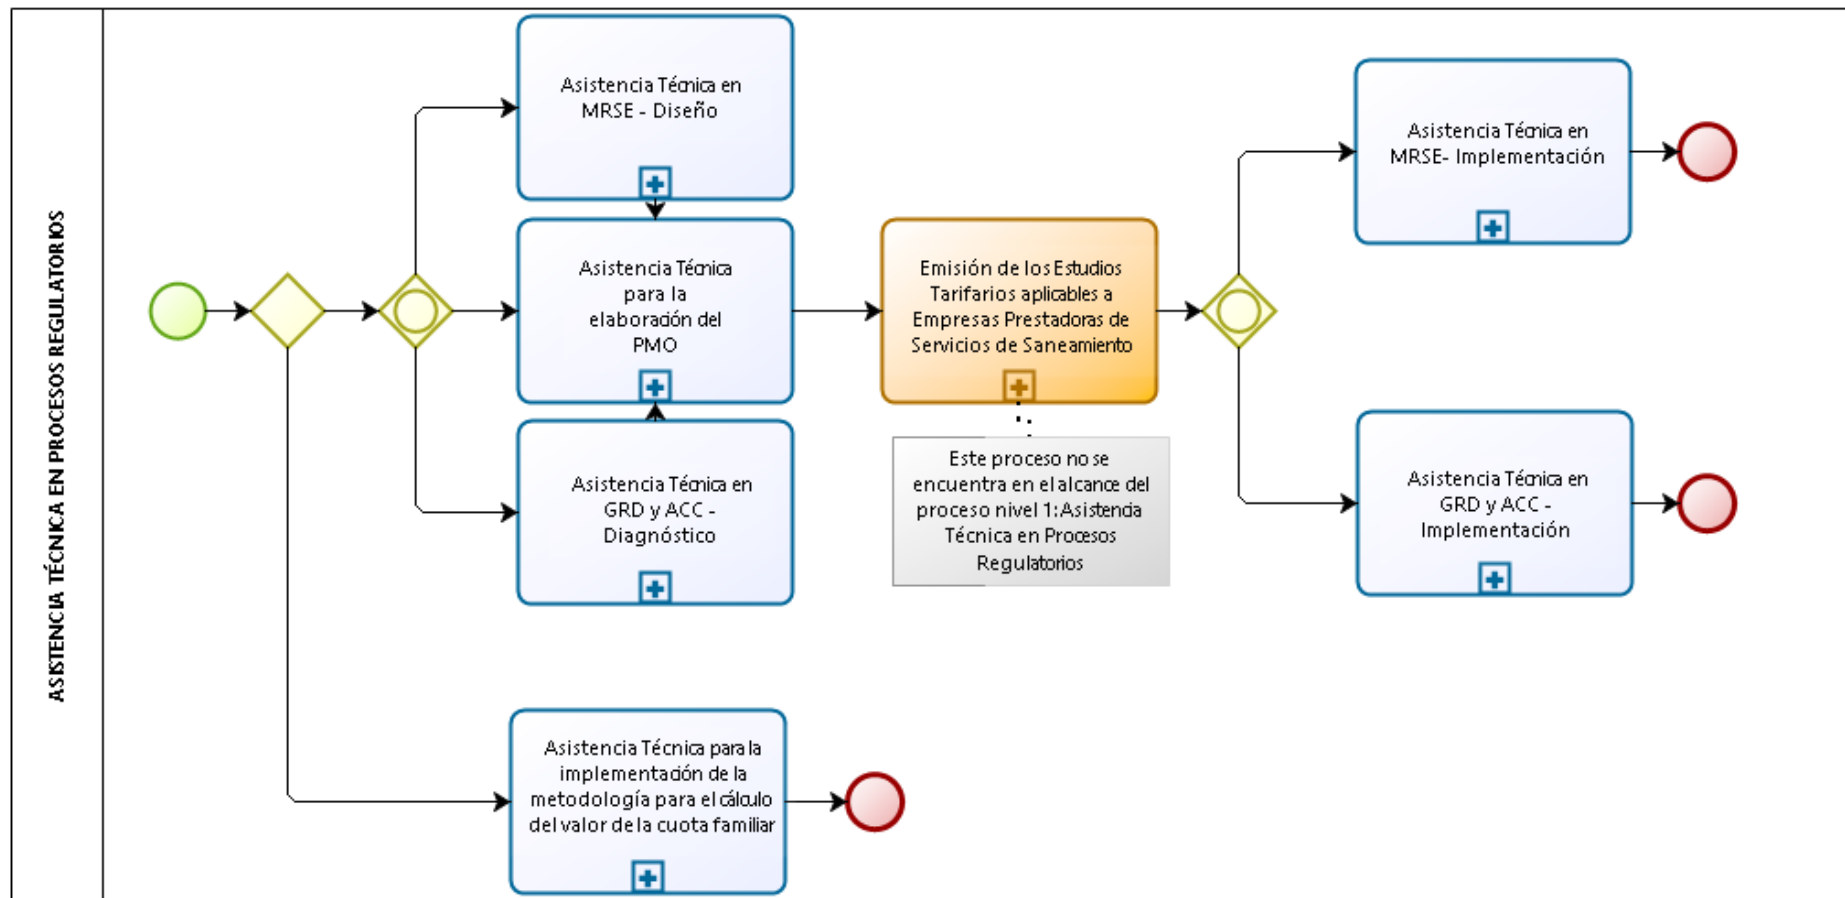 ASISTENCIA TÉCNICA EN PROCESOS REGULATORIOS
Asistencia Técnica en
MRSE - Diseño
Asistencia Técnica
para la
elaboración del
PMO
Asistencia Técnica en
GRD y ACC -
Diagnóstico
Emisión de los Estudios
Tarifarios aplicables a
Empresas Prestadoras de
Servicios de Saneamiento
Este proceso no se
encuentra en el alcance del
proceso nivel 1: Asistencia
Técnica en Procesos
Regulatorios
Asistencia Técnica en
MRSE- Implementación
Asistencia Técnica en
GRD y ACC -
Implementación
Asistencia Técnica para la
implementación de la
metodología para el cálculo
del valor de la cuota familiar